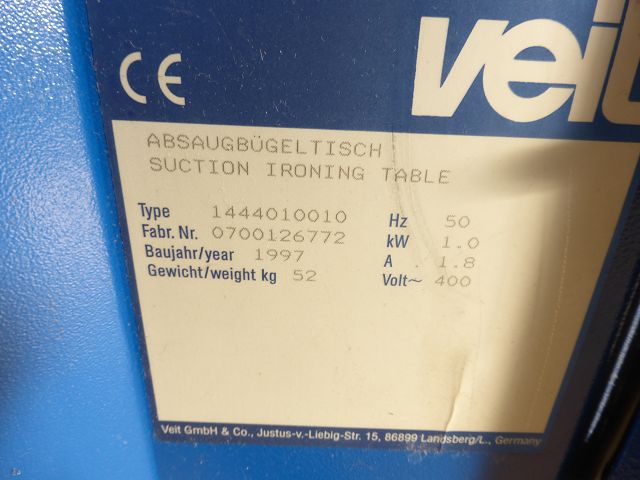 CE
veit
ABSAUGBÜGELTISCH
SUCTION IRONING TABLE
Type 1444010010 Hz 50
Fabr. Nr. 0700126772 kW 1.0
Baujahr/year 1997 A 1.8
Gewicht/weight kg 52 Volt~ 400
Veit GmbH & Co., Justus-v.-Liebig-Str. 15, 86899 Landsberg/L., Germany